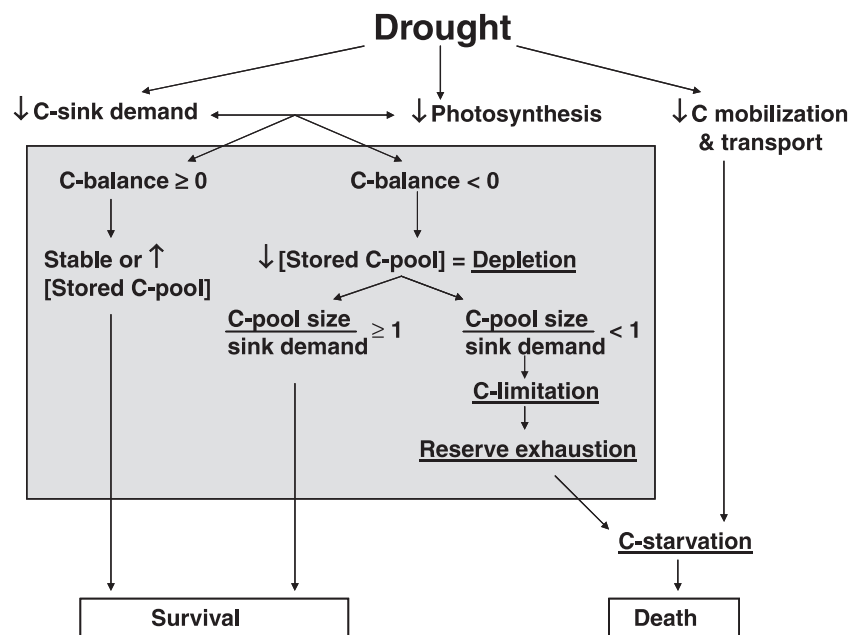 Drought
↓ C-sink demand
↓ Photosynthesis
↓ C mobilization
& transport
C-balance ≥ 0
C-balance < 0
Stable or ↑
[Stored C-pool]
↓ [Stored C-pool] = Depletion
C-pool size
sink demand ≥ 1
C-pool size
sink demand < 1
C-limitation
Reserve exhaustion
C-starvation
Survival
Death